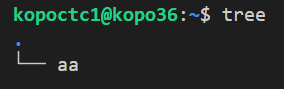 kopoctc1@kopo36:~$ tree
.
└── aa